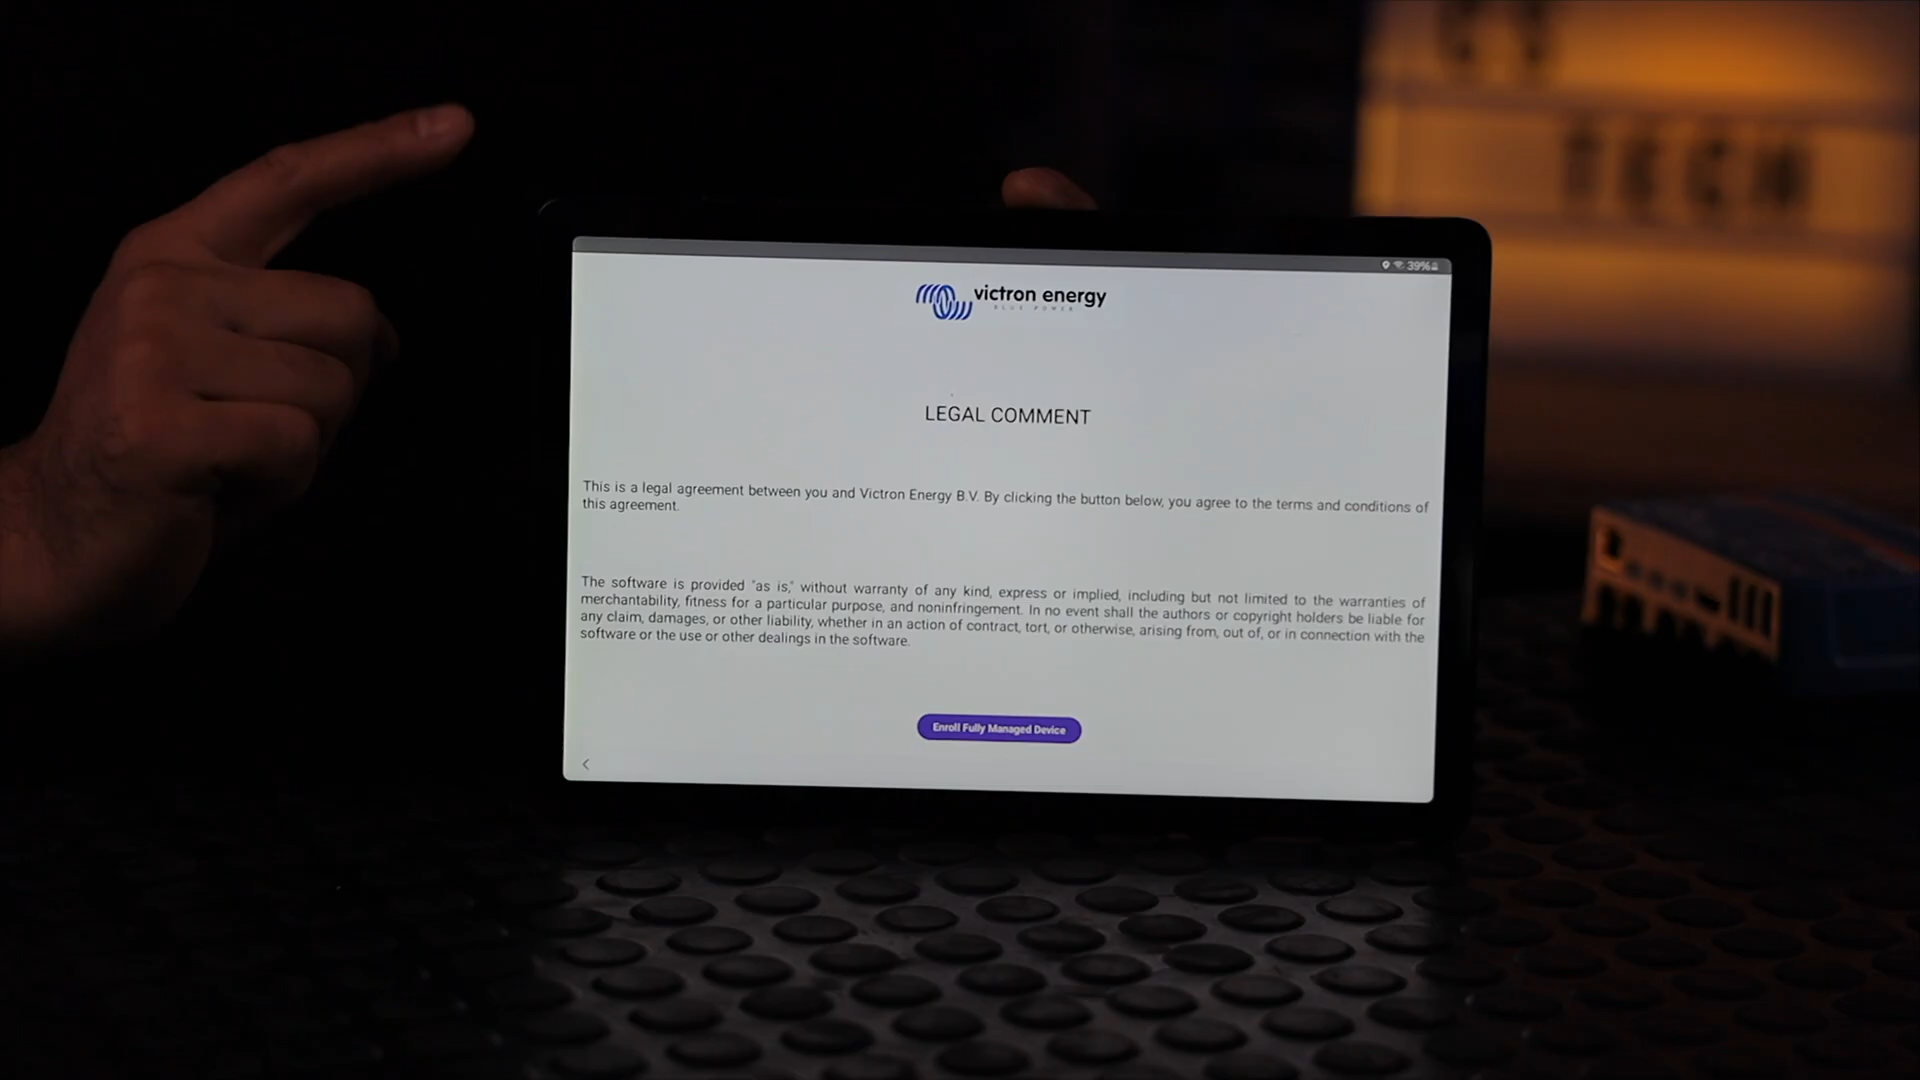 TECH
39%
victron energy
BLUE POWER
LEGAL COMMENT
This is a legal agreement between you and Victron Energy B.V. By clicking the button below, you agree to the terms and conditions of
this agreement.
The software is provided "as is," without warranty of any kind, express or implied, including but not limited to the warranties of
merchantability, fitness for a particular purpose, and noninfringement. In no event shall the authors or copyright holders be liable for
any claim, damages, or other liability, whether in an action of contract, tort, or otherwise, arising from, out of, or in connection with the
software or the use or other dealings in the software.
Enroll Fully Managed Device